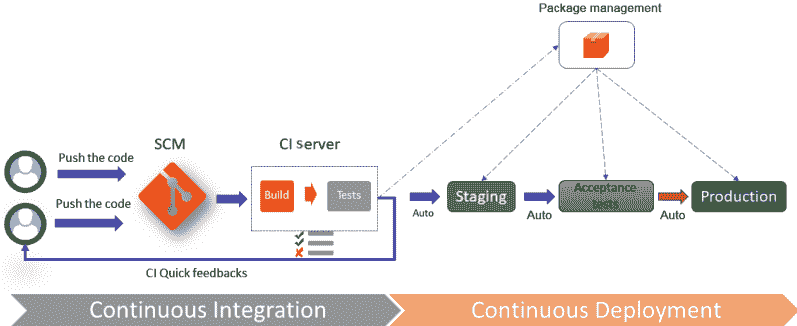 Package management
SCM
CI server
Push the code
Push the code
Build
Tests
Auto
Staging
Auto
Acceptance
tests
Auto
Production
CI Quick feedbacks
Continuous Integration
Continuous Deployment